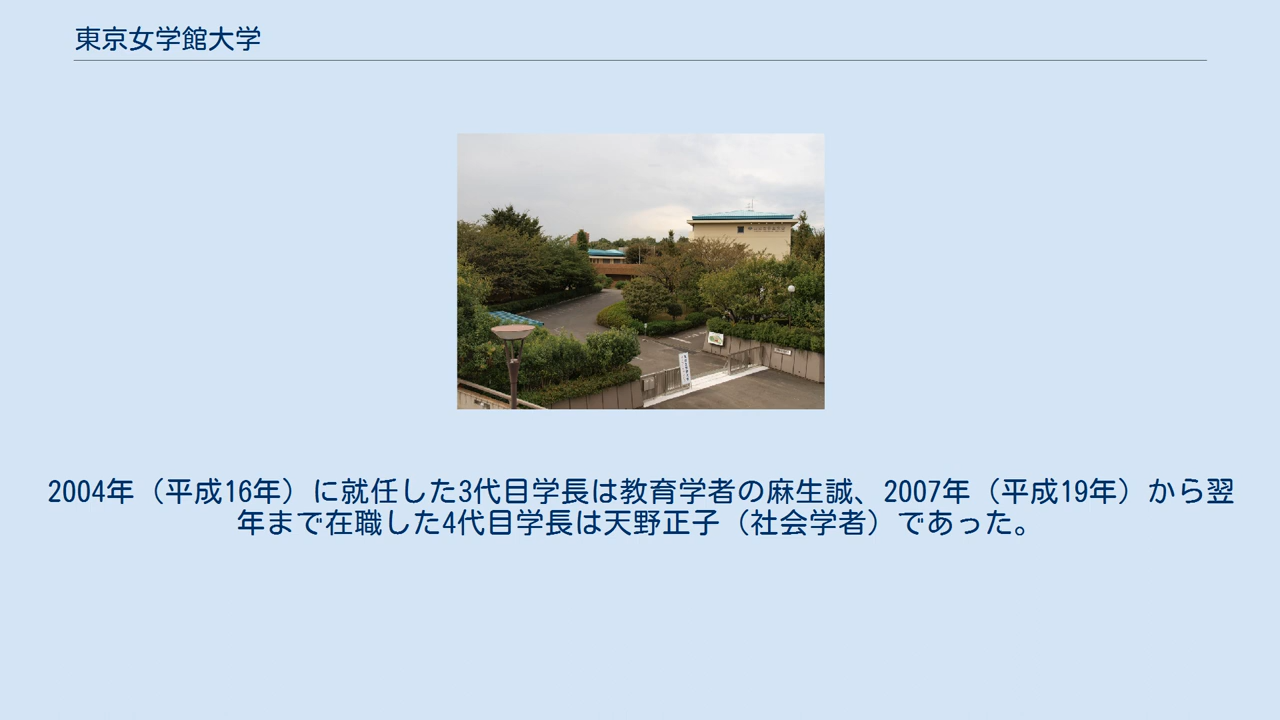 東京女学館大学
2004年（平成16年）に就任した3代目学長は教育学者の麻生誠、2007年（平成19年）から翌
年まで在職した4代目学長は天野正子（社会学者）であった。